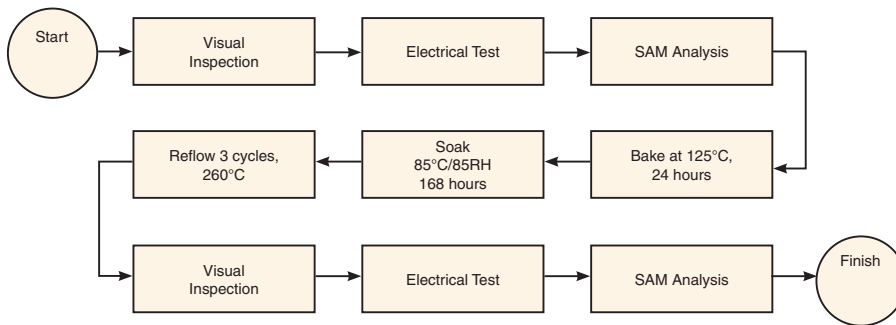 Start
Visual
Inspection
Electrical Test
SAM Analysis
Bake at 125°C,
24 hours
Soak
85°C/85RH
168 hours
Reflow 3 cycles,
260°C
Visual
Inspection
Electrical Test
SAM Analysis
Finish